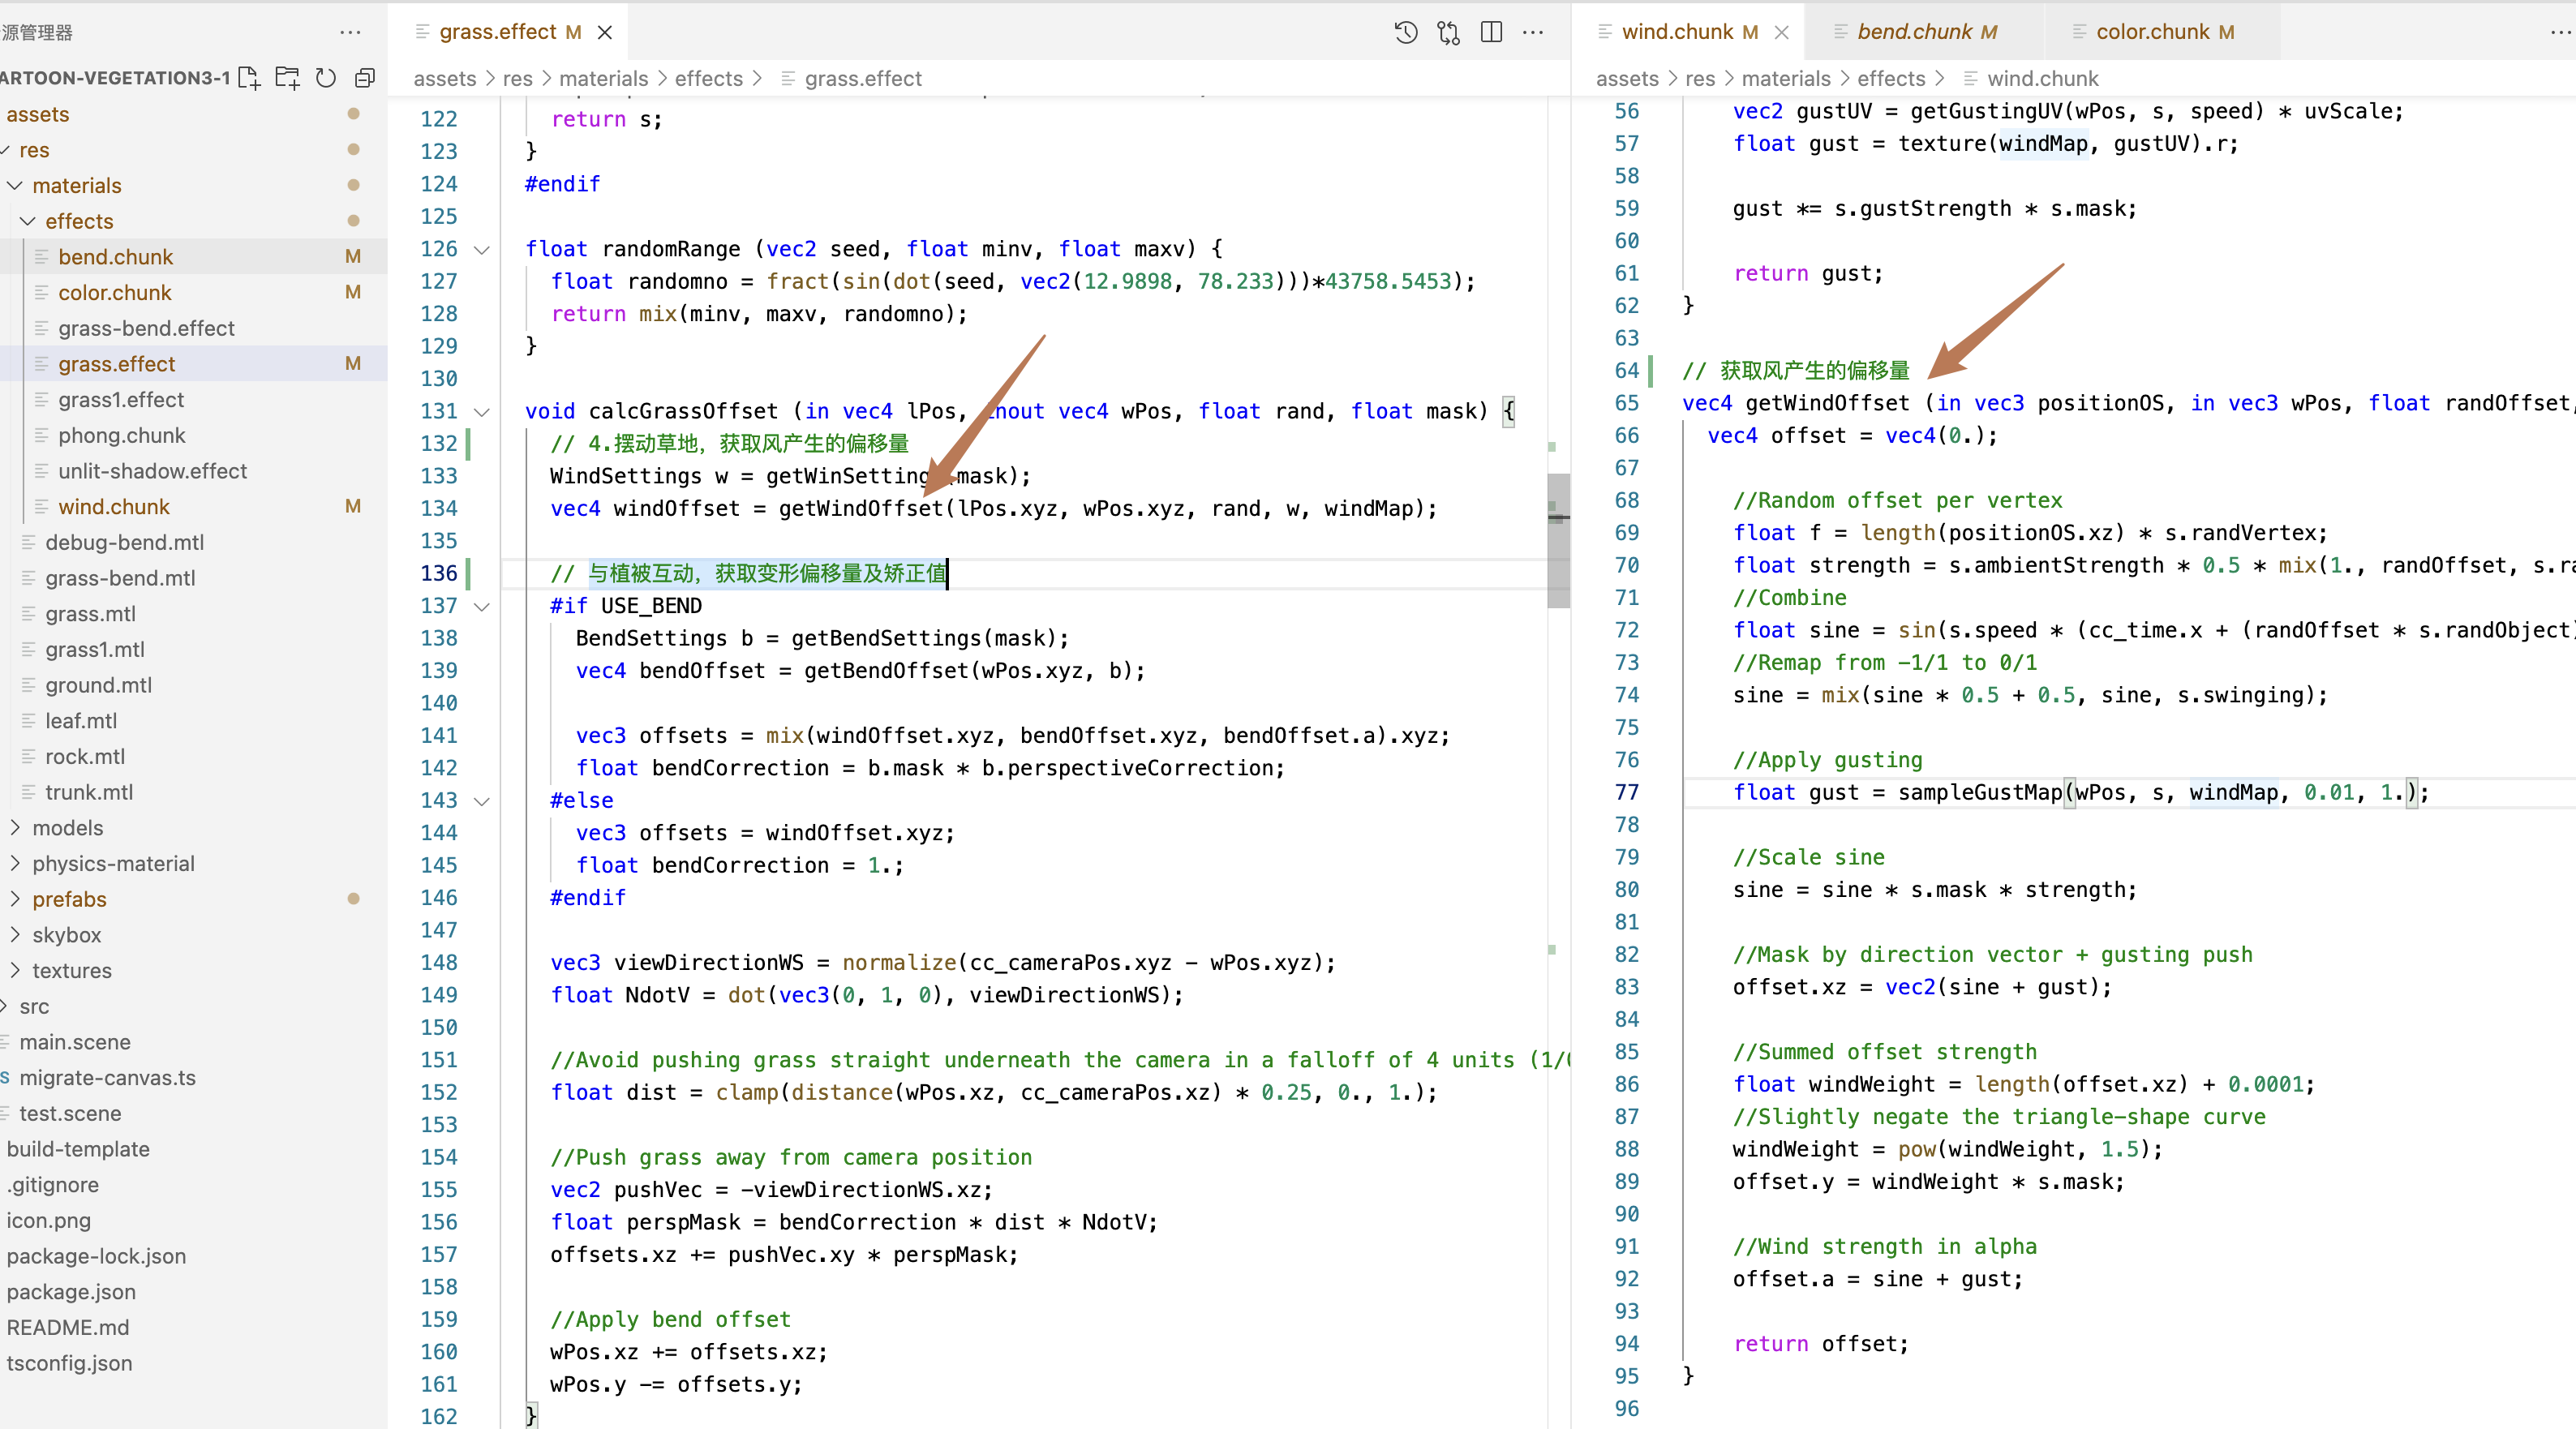 源管理器
ARTOON-VEGETATION3-1
assets
res
materials
effects
bend.chunk M
color.chunk M
grass-bend.effect
grass.effect M
grass1.effect
phong.chunk
unlit-shadow.effect
wind.chunk M
debug-bend.mtl
grass-bend.mtl
grass.mtl
grass1.mtl
ground.mtl
leaf.mtl
rock.mtl
trunk.mtl
models
physics-material
prefabs
skybox
textures
src
main.scene
migrate-canvas.ts
test.scene
build-template
.gitignore
icon.png
package-lock.json
package.json
README.md
tsconfig.json
grass.effect M
assets > res > materials > effects > grass.effect
122 return s;
123 }
124 #endif
125
126 float randomRange (vec2 seed, float minv, float maxv) {
127 float randomno = fract(sin(dot(seed, vec2(12.9898, 78.233)))*43758.5453);
128 return mix(minv, maxv, randomno);
129 }
130
131 void calcGrassOffset (in vec4 lPos, inout vec4 wPos, float rand, float mask) {
132 // 4.摆动草地，获取风产生的偏移量
133 WindSettings w = getWinSetting (mask);
134 vec4 windOffset = getWindOffset(lPos.xyz, wPos.xyz, rand, w, windMap);
135
136 // 与植被互动，获取变形偏移量及矫正值
137 #if USE_BEND
138 BendSettings b = getBendSettings(mask);
139 vec4 bendOffset = getBendOffset(wPos.xyz, b);
140
141 vec3 offsets = mix(windOffset.xyz, bendOffset.xyz, bendOffset.a).xyz;
142 float bendCorrection = b.mask * b.perspectiveCorrection;
143 #else
144 vec3 offsets = windOffset.xyz;
145 float bendCorrection = 1.;
146 #endif
147
148 vec3 viewDirectionWS = normalize(cc_cameraPos.xyz - wPos.xyz);
149 float NdotV = dot(vec3(0, 1, 0), viewDirectionWS);
150
151 //Avoid pushing grass straight underneath the camera in a falloff of 4 units (1/
152 float dist = clamp(distance(wPos.xz, cc_cameraPos.xz) * 0.25, 0., 1.);
153
154 //Push grass away from camera position
155 vec2 pushVec = -viewDirectionWS.xz;
156 float perspMask = bendCorrection * dist * NdotV;
157 offsets.xz += pushVec.xy * perspMask;
158
159 //Apply bend offset
160 wPos.xz += offsets.xz;
161 wPos.y -= offsets.y;
162 }
wind.chunk M
bend.chunk M
color.chunk M
assets > res > materials > effects > wind.chunk
56 vec2 gustUV = getGustingUV(wPos, s, speed) * uvScale;
57 float gust = texture(windMap, gustUV).r;
58
59 gust *= s.gustStrength * s.mask;
60
61 return gust;
62 }
63
64 // 获取风产生的偏移量
65 vec4 getWindOffset (in vec3 positionOS, in vec3 wPos, float randOffset,
66 vec4 offset = vec4(0.);
67
68 //Random offset per vertex
69 float f = length(positionOS.xz) * s.randVertex;
70 float strength = s.ambientStrength * 0.5 * mix(1., randOffset, s.ra
71 //Combine
72 float sine = sin(s.speed * (cc_time.x + (randOffset * s.randObject)
73 //Remap from -1/1 to 0/1
74 sine = mix(sine * 0.5 + 0.5, sine, s.swinging);
75
76 //Apply gusting
77 float gust = sampleGustMap(wPos, s, windMap, 0.01, 1.);
78
79 //Scale sine
80 sine = sine * s.mask * strength;
81
82 //Mask by direction vector + gusting push
83 offset.xz = vec2(sine + gust);
84
85 //Summed offset strength
86 float windWeight = length(offset.xz) + 0.0001;
87 //Slightly negate the triangle-shape curve
88 windWeight = pow(windWeight, 1.5);
89 offset.y = windWeight * s.mask;
90
91 //Wind strength in alpha
92 offset.a = sine + gust;
93
94 return offset;
95 }
96